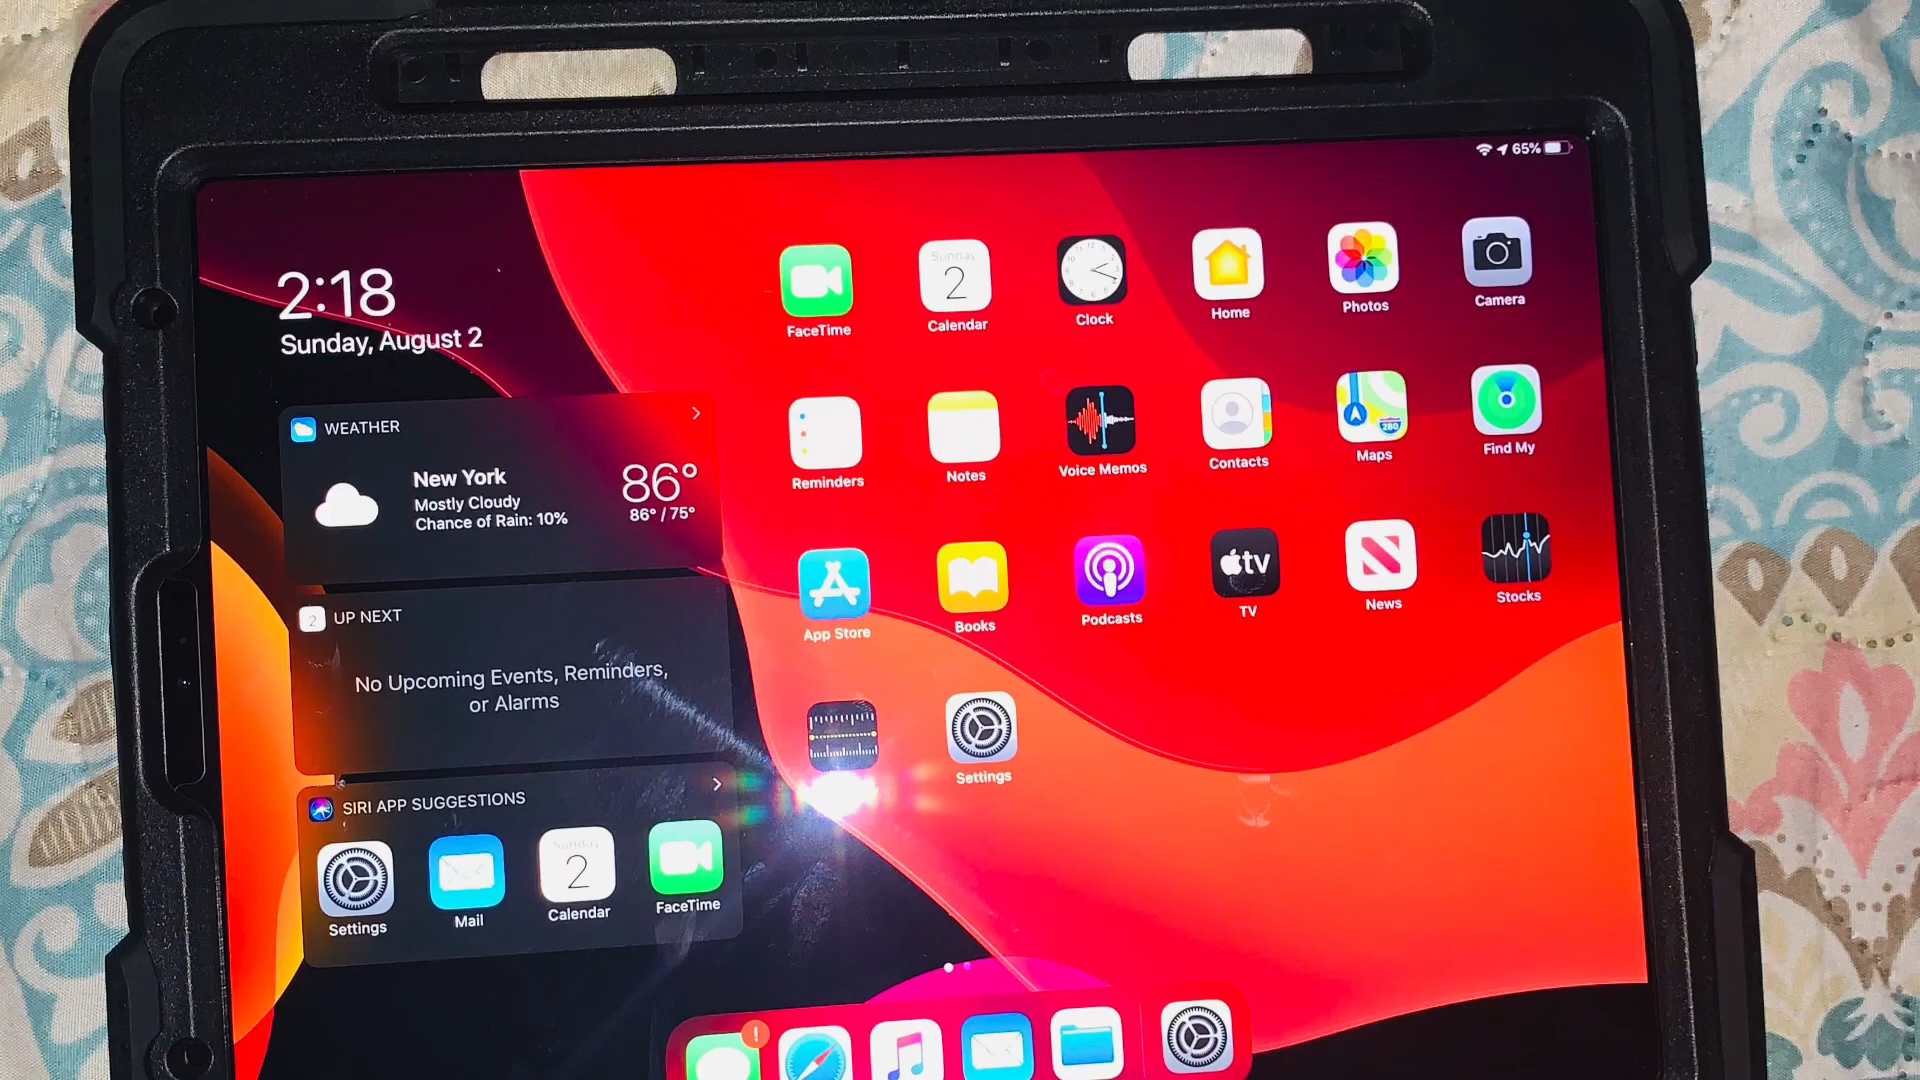 65%
2:18
Sunday, August 2
WEATHER
New York
Mostly Cloudy
Chance of Rain: 10%
86°
86° / 75°
UP NEXT
2
No Upcoming Events, Reminders,
or Alarms
SIRI APP SUGGESTIONS
Sunday
2
Settings
Mail
Calendar
FaceTime
Sunday
2
FaceTime
Calendar
Clock
Home
Photos
Camera
280
Reminders
Notes
Voice Memos
Contacts
Maps
Find My
tv
App Store
Books
Podcasts
TV
News
Stocks
Settings
!